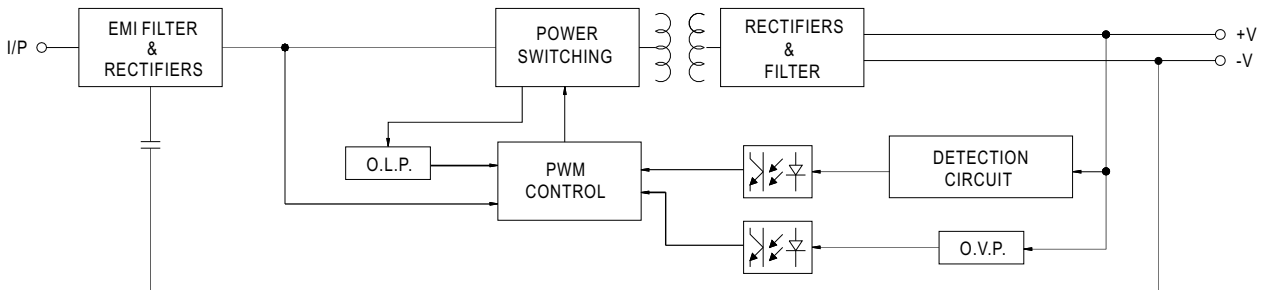 I/P
EMI FILTER
&
RECTIFIERS
POWER
SWITCHING
RECTIFIERS
&
FILTER
+V
-V
O.L.P.
PWM
CONTROL
DETECTION
CIRCUIT
O.V.P.